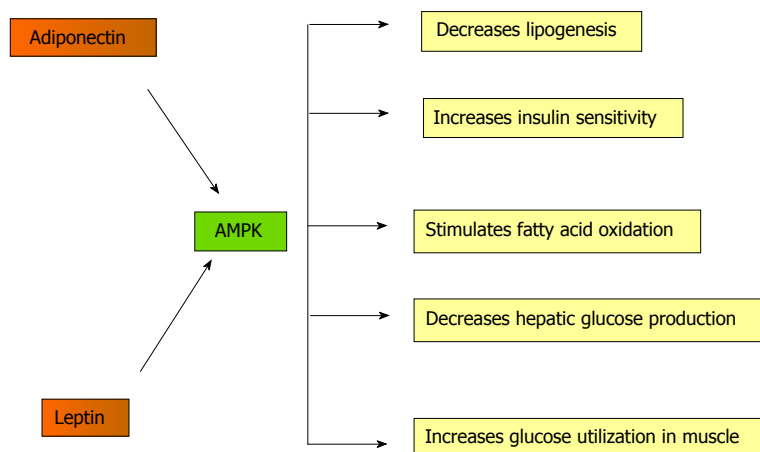 Adiponectin
AMPK
Leptin
Decreases lipogenesis
Increases insulin sensitivity
Stimulates fatty acid oxidation
Decreases hepatic glucose production
Increases glucose utilization in muscle